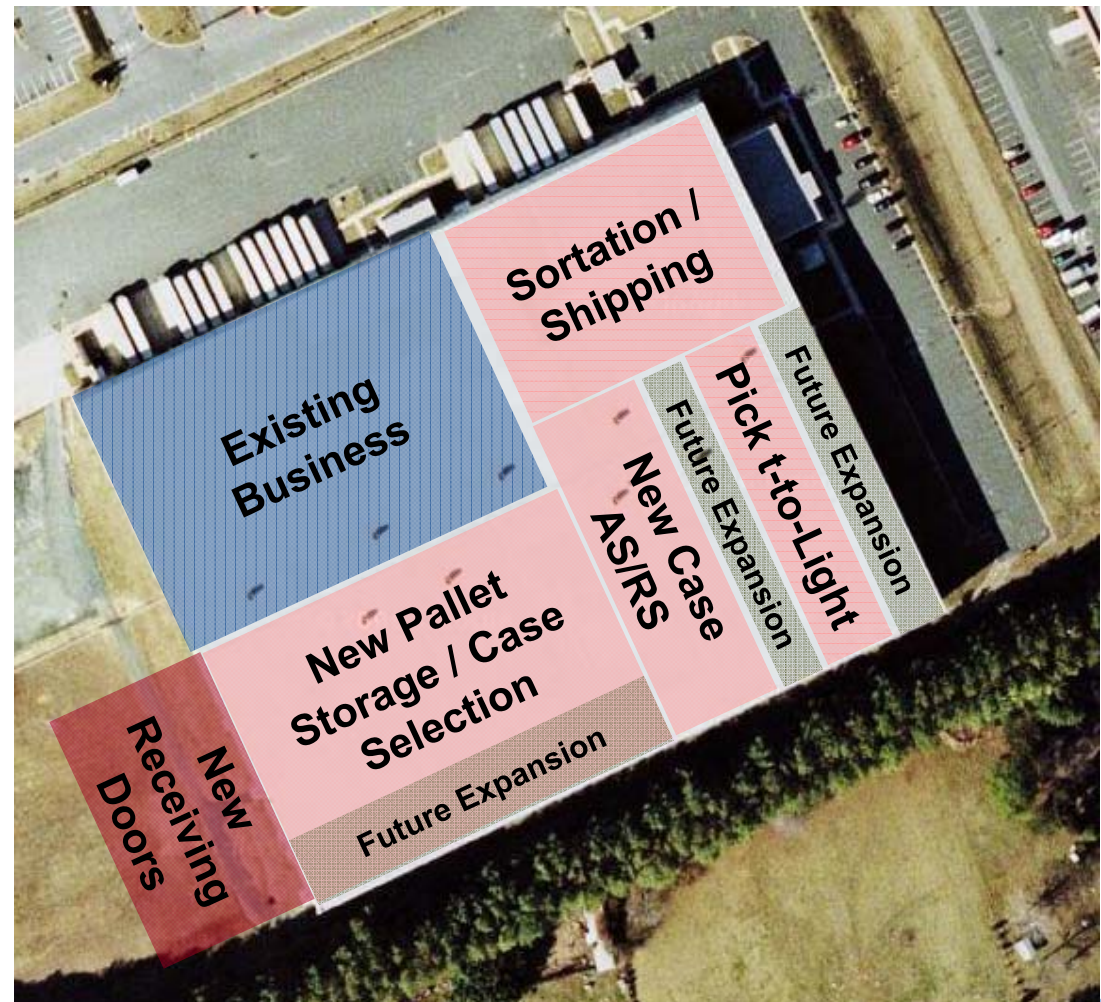 Sortation /
Shipping
Existing
Business
Future Expansion
Pick t-to-Light
Future Expansion
New Case
AS/RS
New Pallet
Storage / Case
Selection
Future Expansion
New
Receiving
Doors